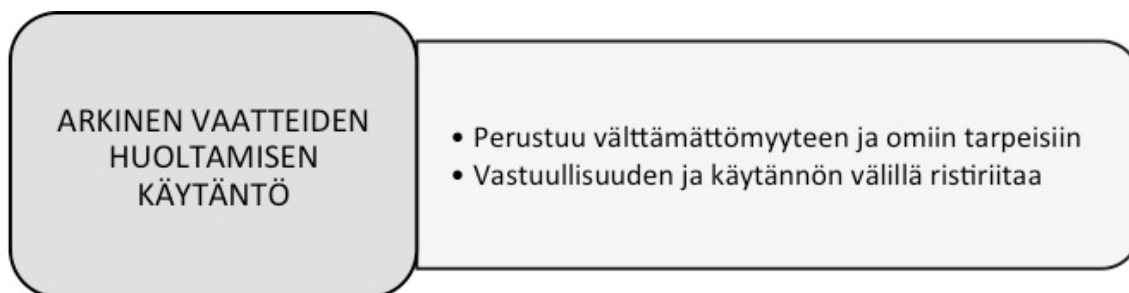 ARKINEN VAATTEIDEN
HUOLTAMISEN
KÄYTÄNTÖ
• Perustuu välttämättömyyteen ja omiin tarpeisiin
• Vastuullisuuden ja käytännön välillä ristiriitaa